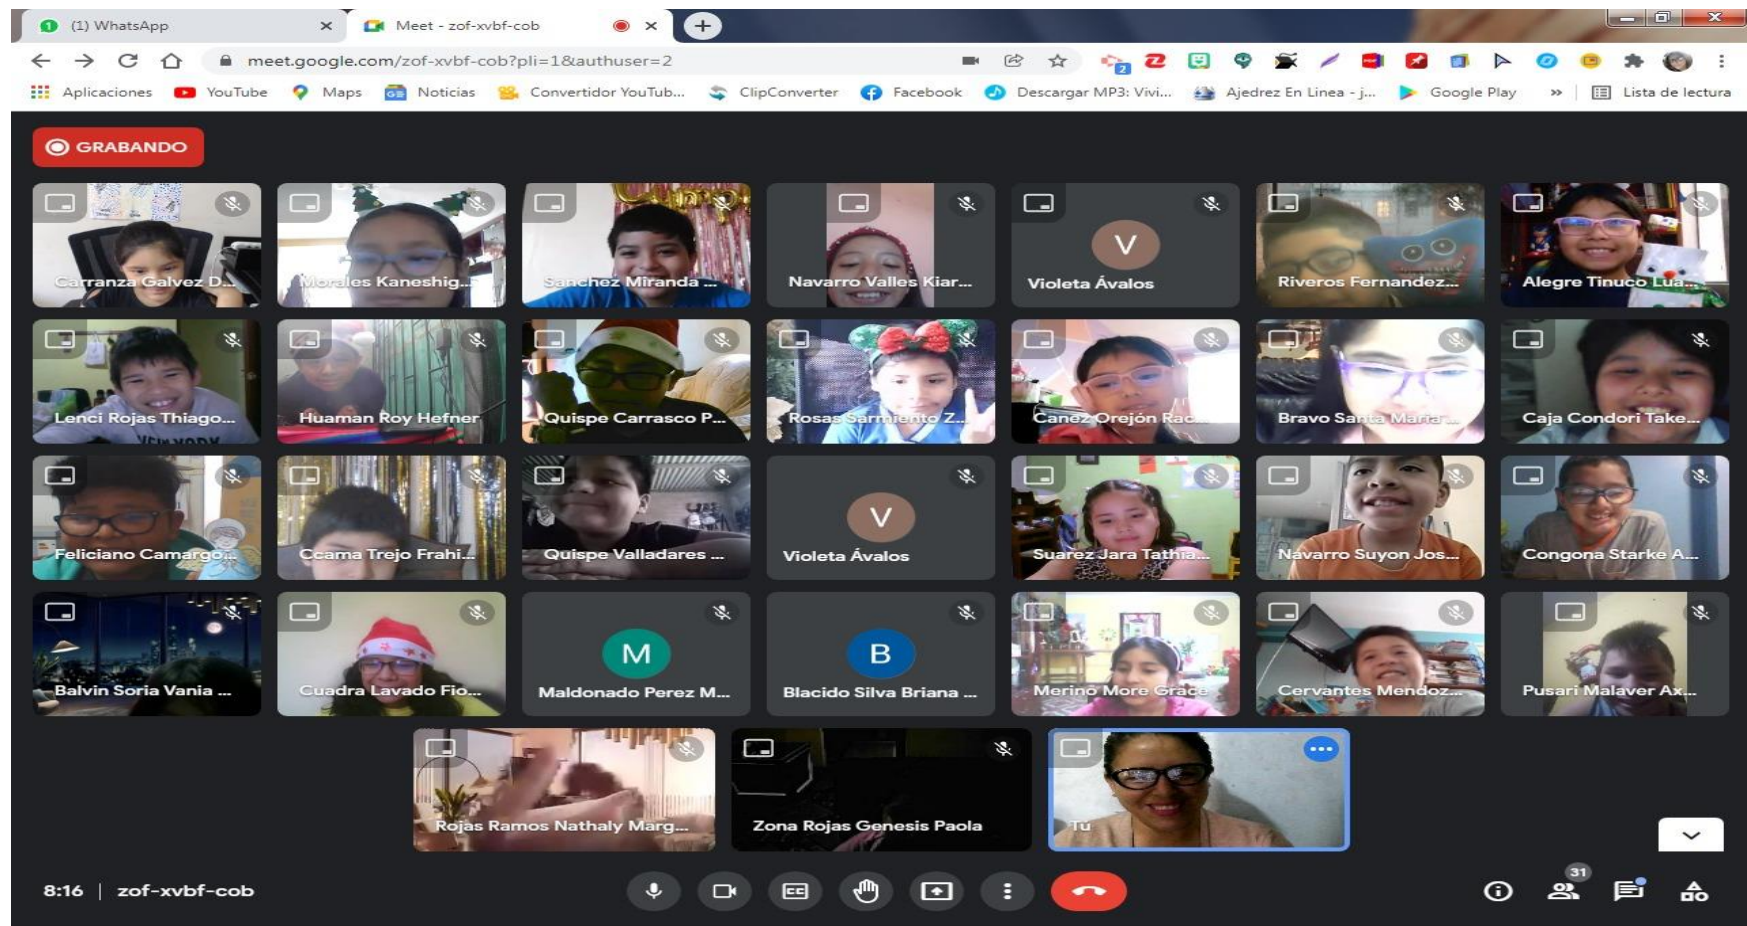 (1) WhatsApp
Meet - zof-xvbf-cob
meet.google.com/zof-xvbf-cob?pli=1&authuser=2
Aplicaciones YouTube Maps Noticias Convertidor YouTub... ClipConverter Facebook Descargar MP3: Vivi... Ajedrez En Linea - j... Google Play » Lista de lectura
GRABANDO
Carranza Galvez D... Morales Kaneshig... Sanchez Miranda ... Navarro Valles Kiar... V Violeta Ávalos Riveros Fernandez... Alegre Tinuco Lua...
Lenci Rojas Thiago... Huaman Roy Hefner Quispe Carrasco P... Rosas Sarmiento Z... Canez Orejón Rac... Bravo Santa Maria ... Caja Condori Take...
NEW YORK
Feliciano Camargo... Ccama Trejo Frahi... Quispe Valladares ... V Violeta Ávalos Suarez Jara Tathia... Navarro Suyon Jos... Congona Starke A...
Balvin Soria Vania ... Cuadra Lavado Fio... M Maldonado Perez M... B Blacido Silva Briana ... Merino More Grace Cervantes Mendoz... Pusari Malaver Ax...
Rojas Ramos Nathaly Marg... Zona Rojas Genesis Paola Tú
8:16 | zof-xvbf-cob
31